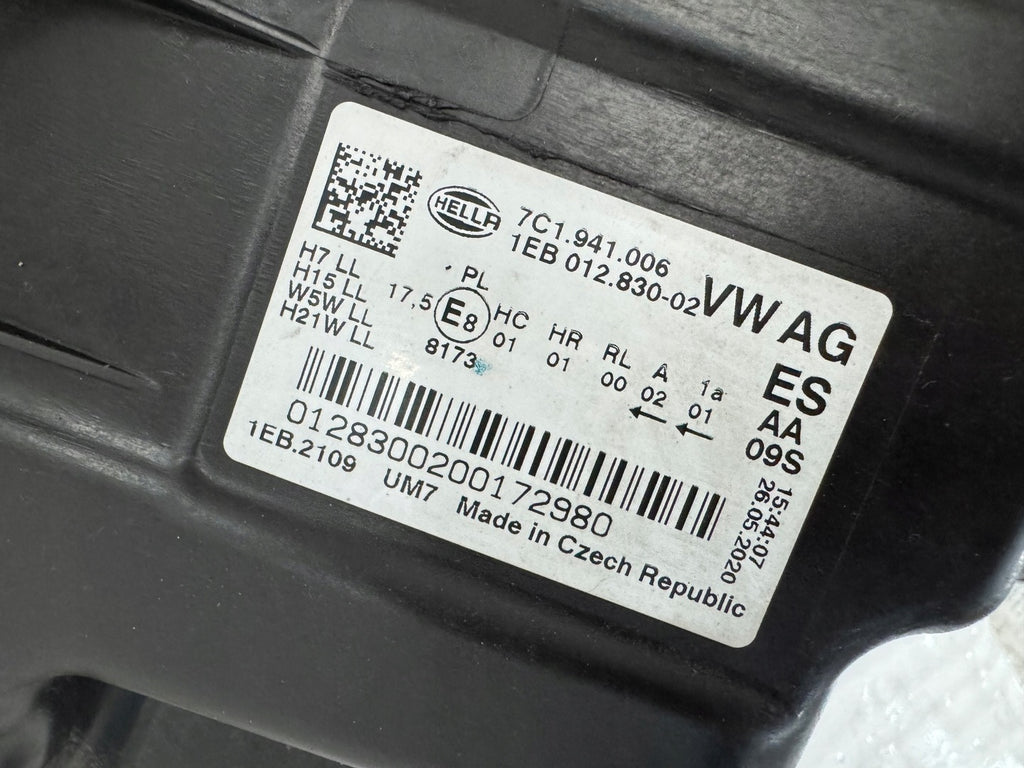 HELLA
7C1.941.006
1EB 012.830-02
VW AG
ES
AA
09S
H7 LL
H15 LL
W5W LL
H21W LL
PL
17,5 E8 HC HR RL A 1a
8173 01 01 00 02 01
← ←
0128300200172980
1EB.2109 UM7 Made in Czech Republic
15:44:07
26.05.2020